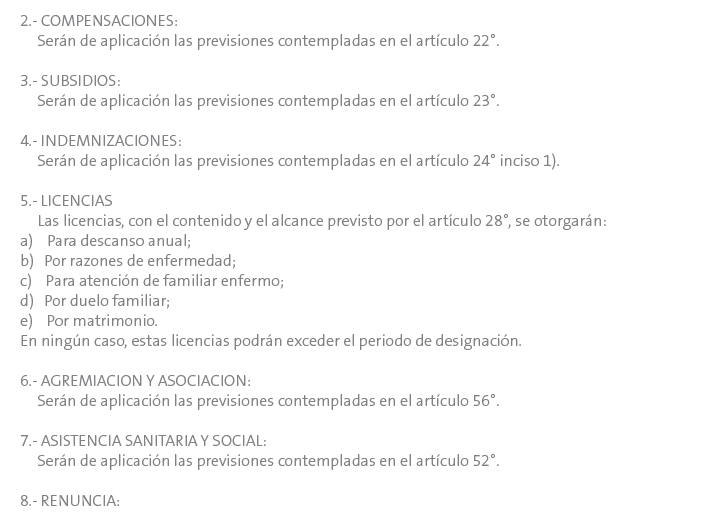 2.- COMPENSACIONES:
Serán de aplicación las previsiones contempladas en el artículo 22°.
3.- SUBSIDIOS:
Serán de aplicación las previsiones contempladas en el artículo 23°.
4.- INDEMNIZACIONES:
Serán de aplicación las previsiones contempladas en el artículo 24° inciso 1).
5.- LICENCIAS
Las licencias, con el contenido y el alcance previsto por el artículo 28°, se otorgarán:
a) Para descanso anual;
b) Por razones de enfermedad;
c) Para atención de familiar enfermo;
d) Por duelo familiar;
e) Por matrimonio.
En ningún caso, estas licencias podrán exceder el periodo de designación.
6.- AGREMIACION Y ASOCIACION:
Serán de aplicación las previsiones contempladas en el artículo 56°.
7.- ASISTENCIA SANITARIA Y SOCIAL:
Serán de aplicación las previsiones contempladas en el artículo 52°.
8.- RENUNCIA: